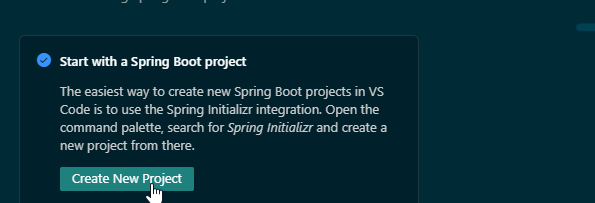 Start with a Spring Boot project
The easiest way to create new Spring Boot projects in VS
Code is to use the Spring Initializr integration. Open the
command palette, search for Spring Initializr and create a
new project from there.
Create New Project